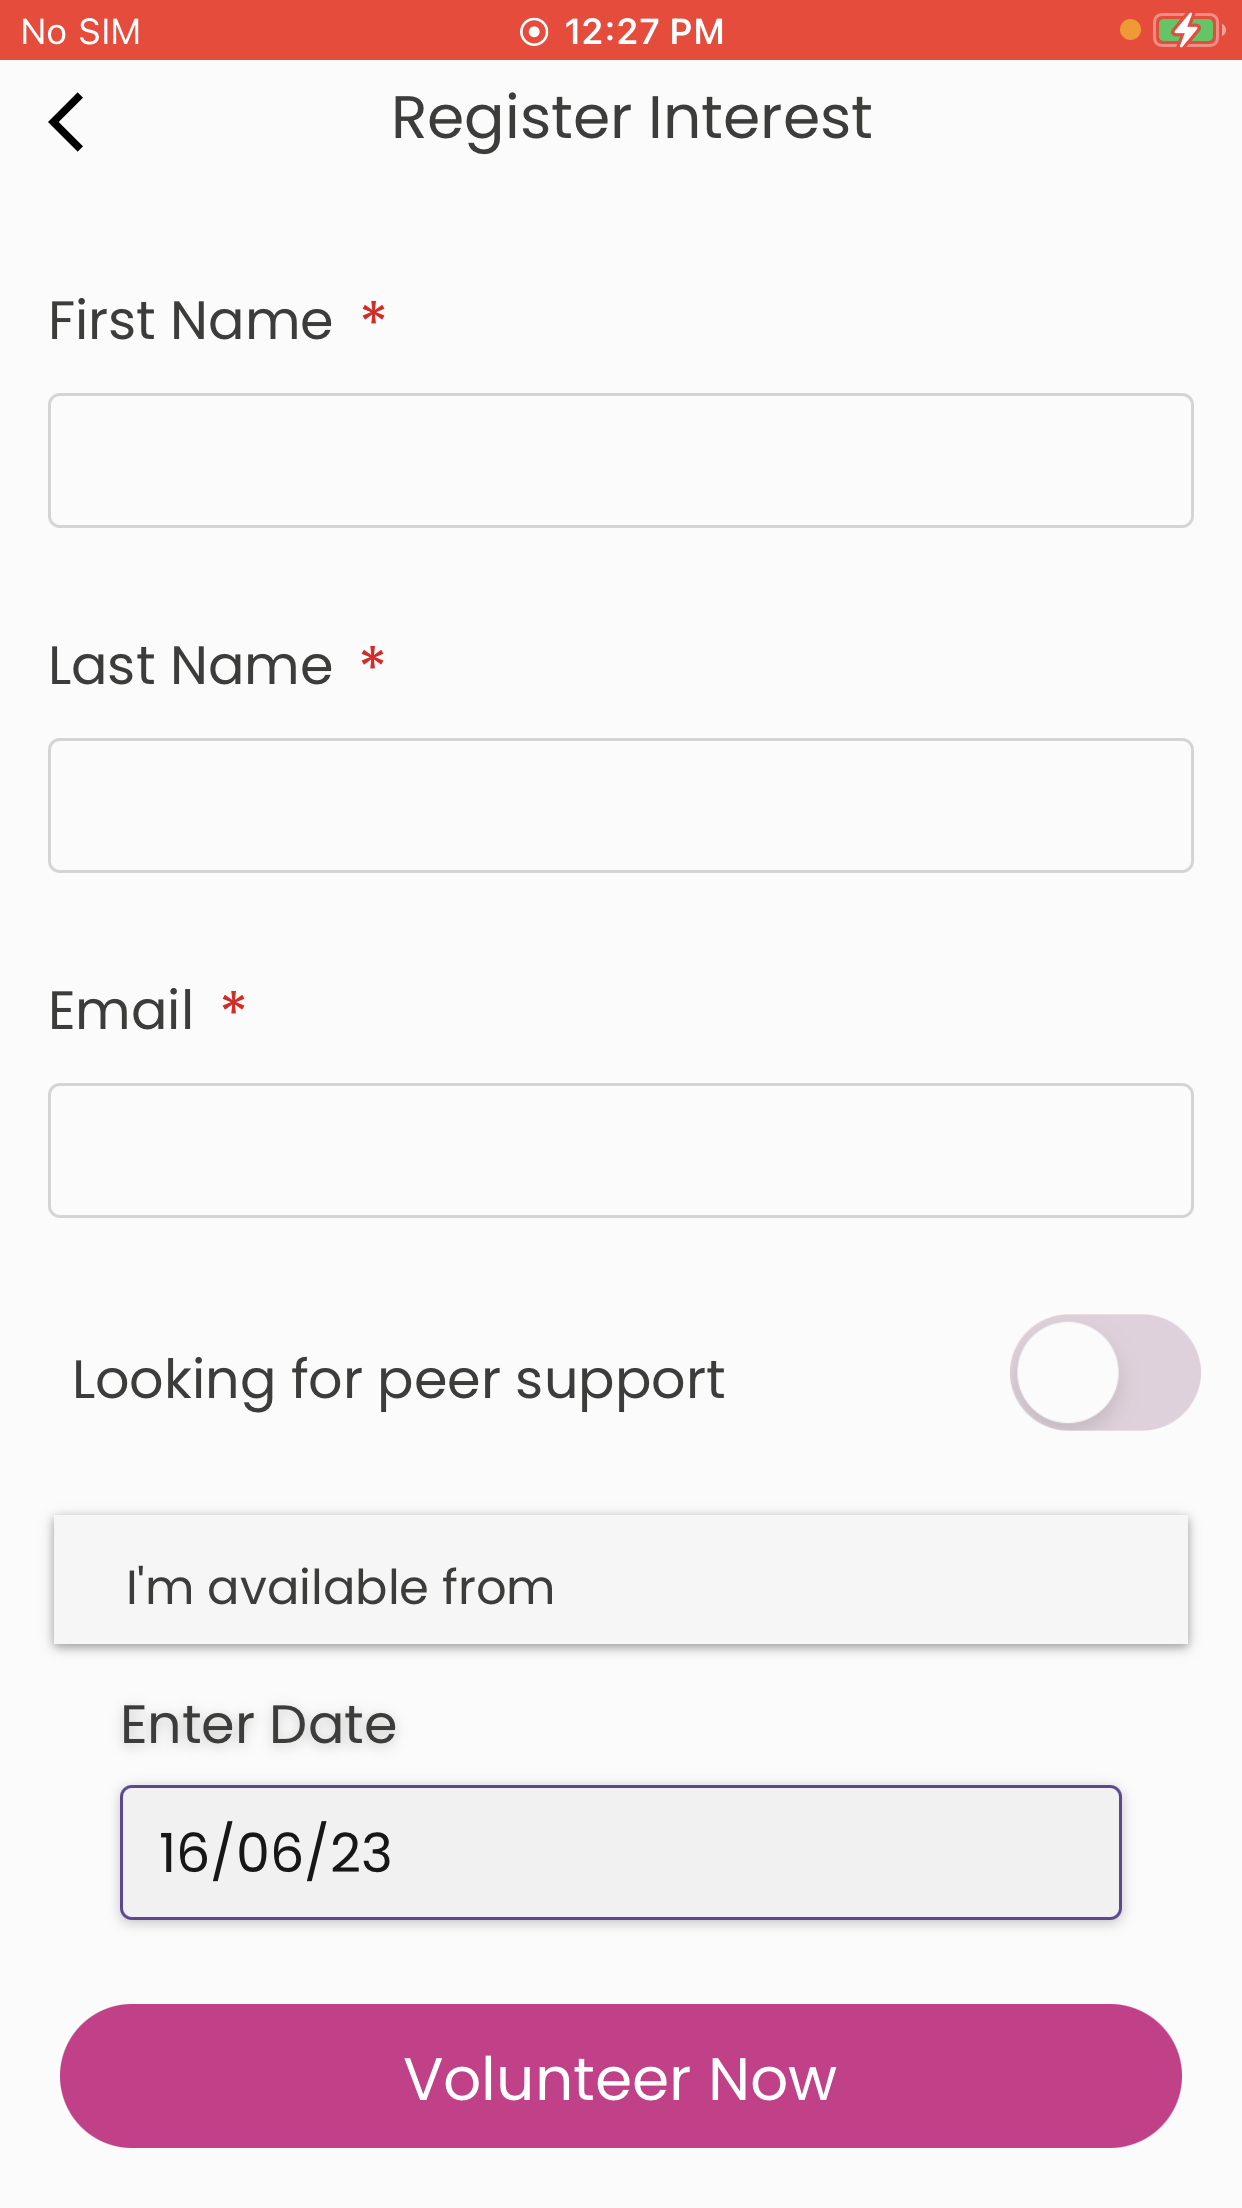 No SIM 12:27 PM
Register Interest
First Name *
Last Name *
Email *
Looking for peer support
I'm available from
Enter Date
16/06/23
Volunteer Now